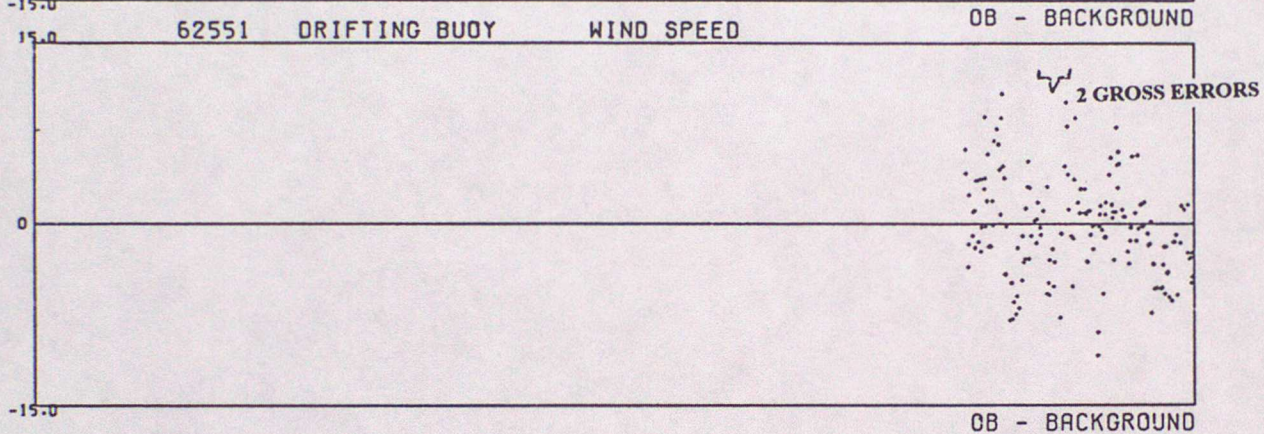 -15.0
OB - BACKGROUND
62551 DRIFTING BUOY WIND SPEED
15.0
2 GROSS ERRORS
0
-15.0
OB - BACKGROUND